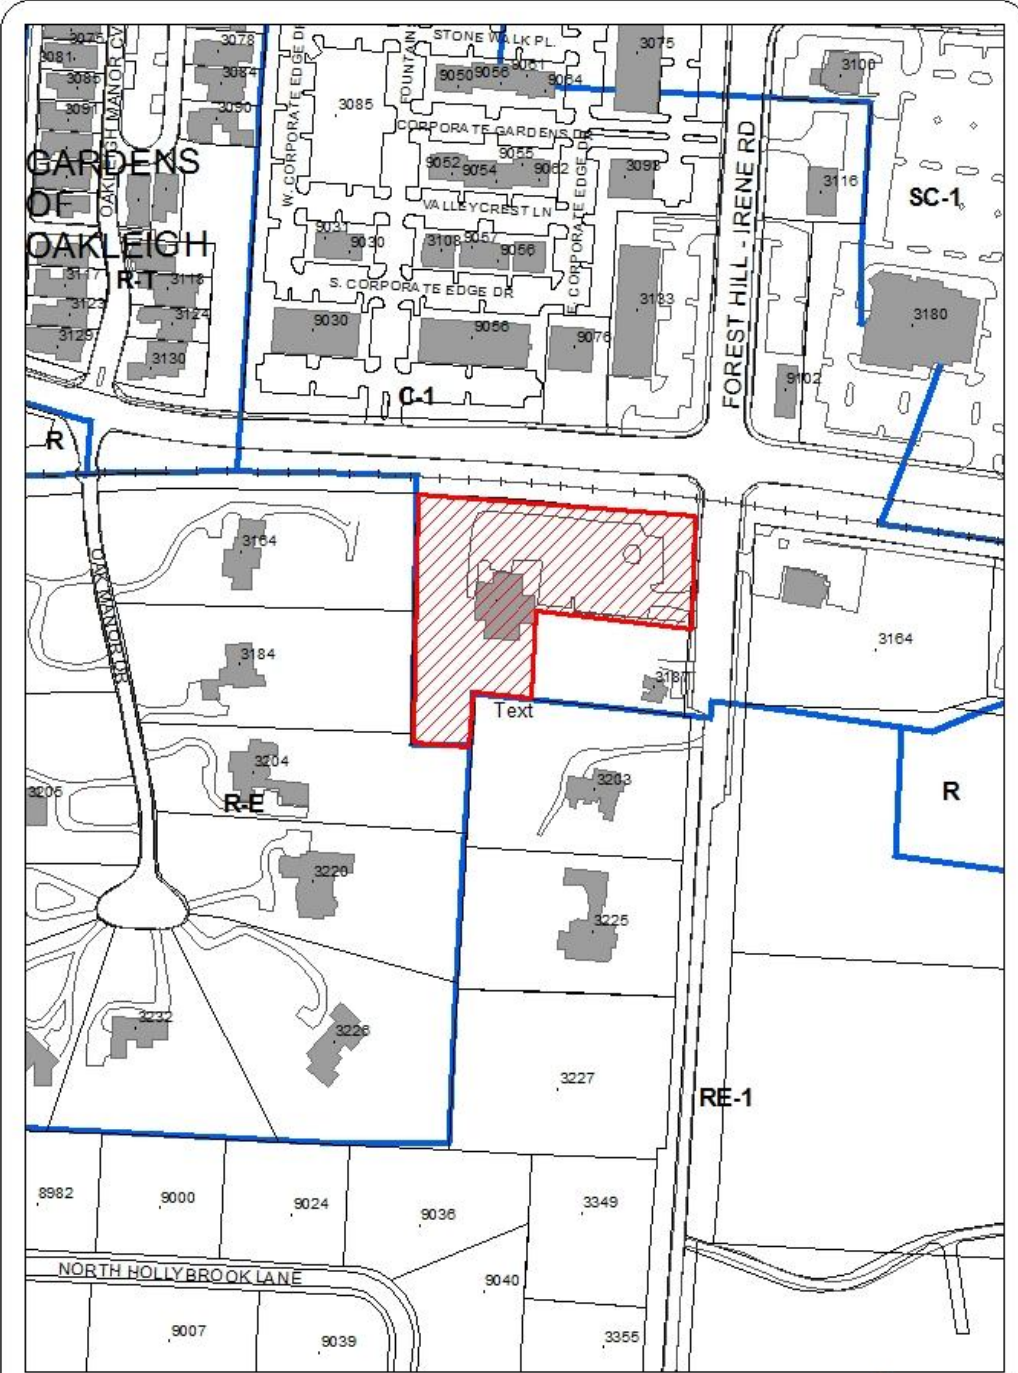 3075
3078
STONE WALK PL.
3075
3081
3084
W. CORPORATE EDGE DR
FOUNTAIN
9050
9056
9061
9064
3100
3085
3085
3091
OAKLEIGH MANOR CV
3090
CORPORATE GARDENS DR
E CORPORATE EDGE DR
FOREST HILL - IRENE RD
GARDENS
OF
OAKLEIGH
9052
9055
9054
9062
3093
3116
SC-1
VALLEYCREST LN
9031
9030
3108
9057
9056
R-T
3117
3118
S. CORPORATE EDGE DR
3133
3123
3124
9030
9056
9076
3180
3129
3130
9102
C-1
R
3164
OAK MANOR DR
3164
3184
3187
Text
3204
3203
3205
R-E
R
3220
3225
3232
3226
3227
RE-1
8982
9000
9024
9036
3349
NORTH HOLLYBROOK LANE
9040
9007
9039
3355